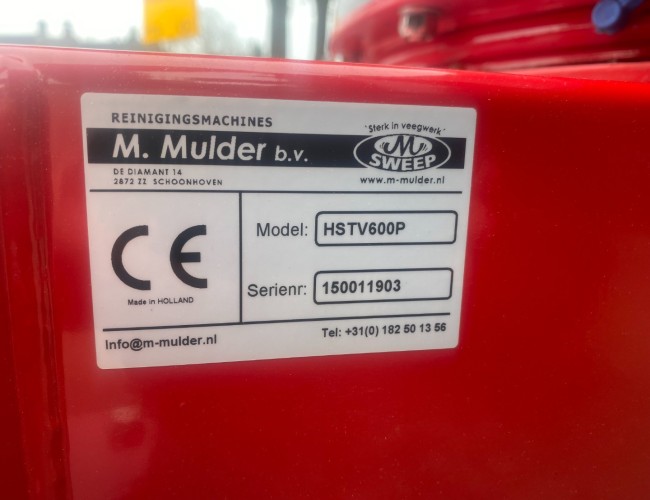 REINIGINGSMACHINES
M. Mulder b.v.
DE DIAMANT 14
2872 ZZ SCHOONHOVEN
"Sterk in veegwerk"
M
SWEEP
www.m-mulder.nl
CE
Made in HOLLAND
Model: HSTV600P
Serienr: 150011903
Info@m-mulder.nl
Tel: +31(0) 182 50 13 56